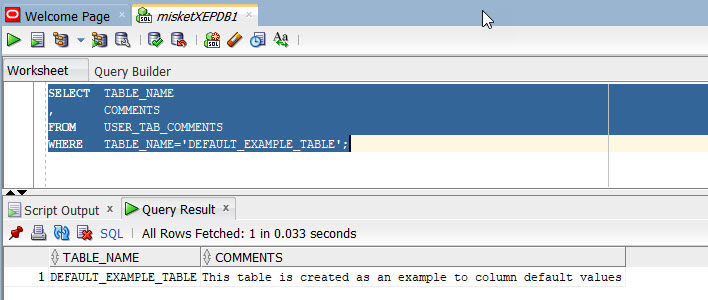 Welcome Page misketXEPDB1
SQL
Aa
Worksheet Query Builder
SELECT TABLE_NAME
, COMMENTS
FROM USER_TAB_COMMENTS
WHERE TABLE_NAME='DEFAULT_EXAMPLE_TABLE';
Script Output x Query Result x
SQL | All Rows Fetched: 1 in 0.033 seconds
TABLE_NAME COMMENTS
1 DEFAULT_EXAMPLE_TABLE This table is created as an example to column default values